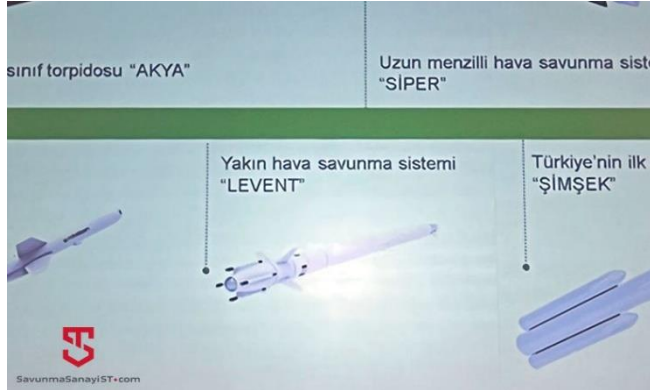 sınıf torpidosu “AKYA”
Uzun menzilli hava savunma sist
“SİPER”
Yakın hava savunma sistemi
“LEVENT”
Türkiye'nin ilk
“ŞİMŞEK”
SavunmaSanayiST.com